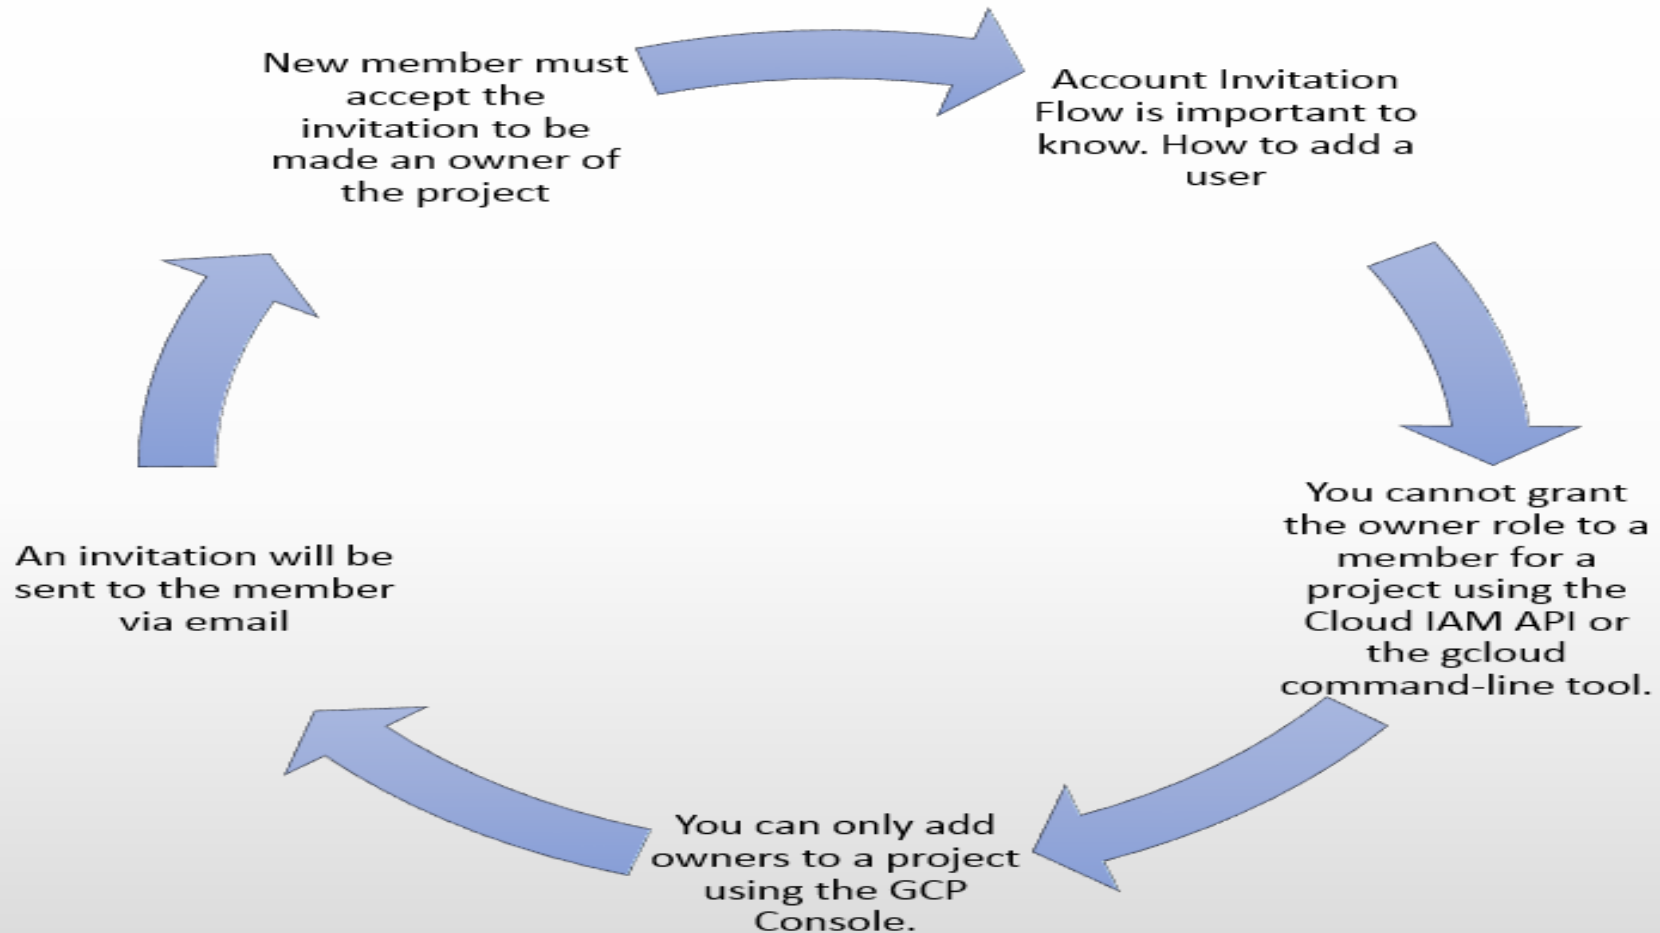 New member must
accept the
invitation to be
made an owner of
the project
Account Invitation
Flow is important to
know. How to add a
user
You cannot grant
the owner role to a
member for a
project using the
Cloud IAM API or
the gcloud
command-line tool.
You can only add
owners to a project
using the GCP
Console.
An invitation will be
sent to the member
via email